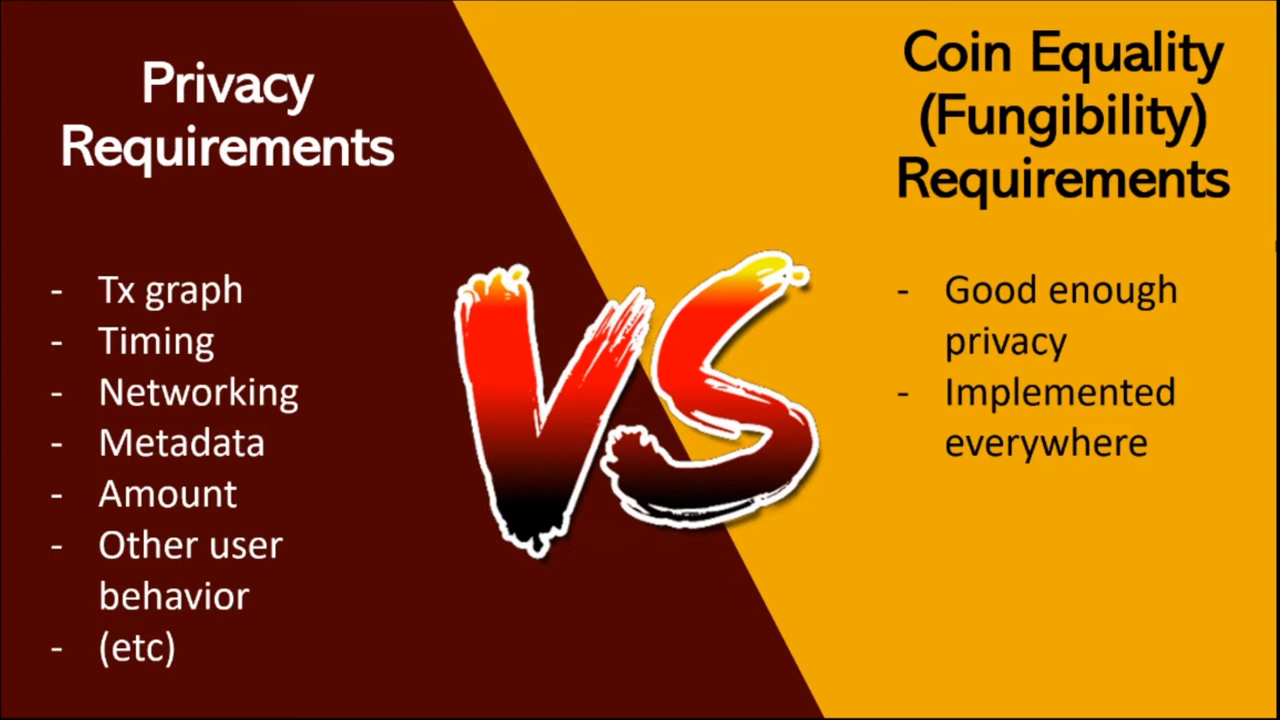 Privacy
Requirements
- Tx graph
- Timing
- Networking
- Metadata
- Amount
- Other user
behavior
- (etc)
VS
Coin Equality
(Fungibility)
Requirements
- Good enough
privacy
- Implemented
everywhere